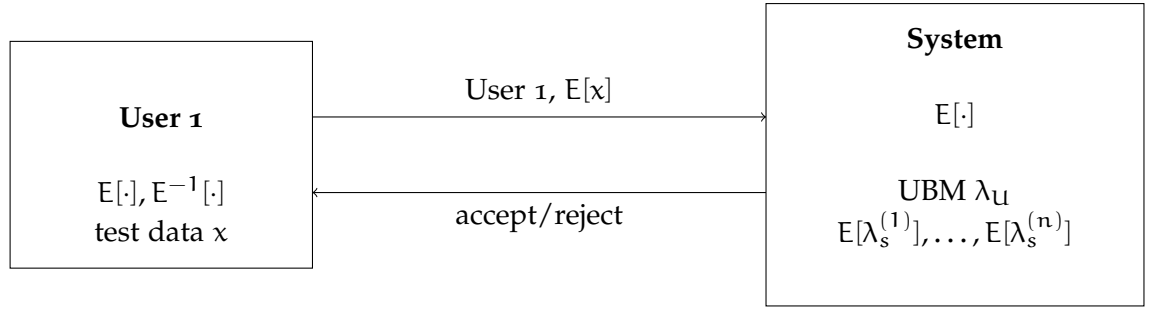 User 1
E[·], E⁻¹[·]
test data x
User 1, E[x]
accept/reject
System
E[·]
UBM λ_U
E[λ_s^(1)], . . . , E[λ_s^(n)]